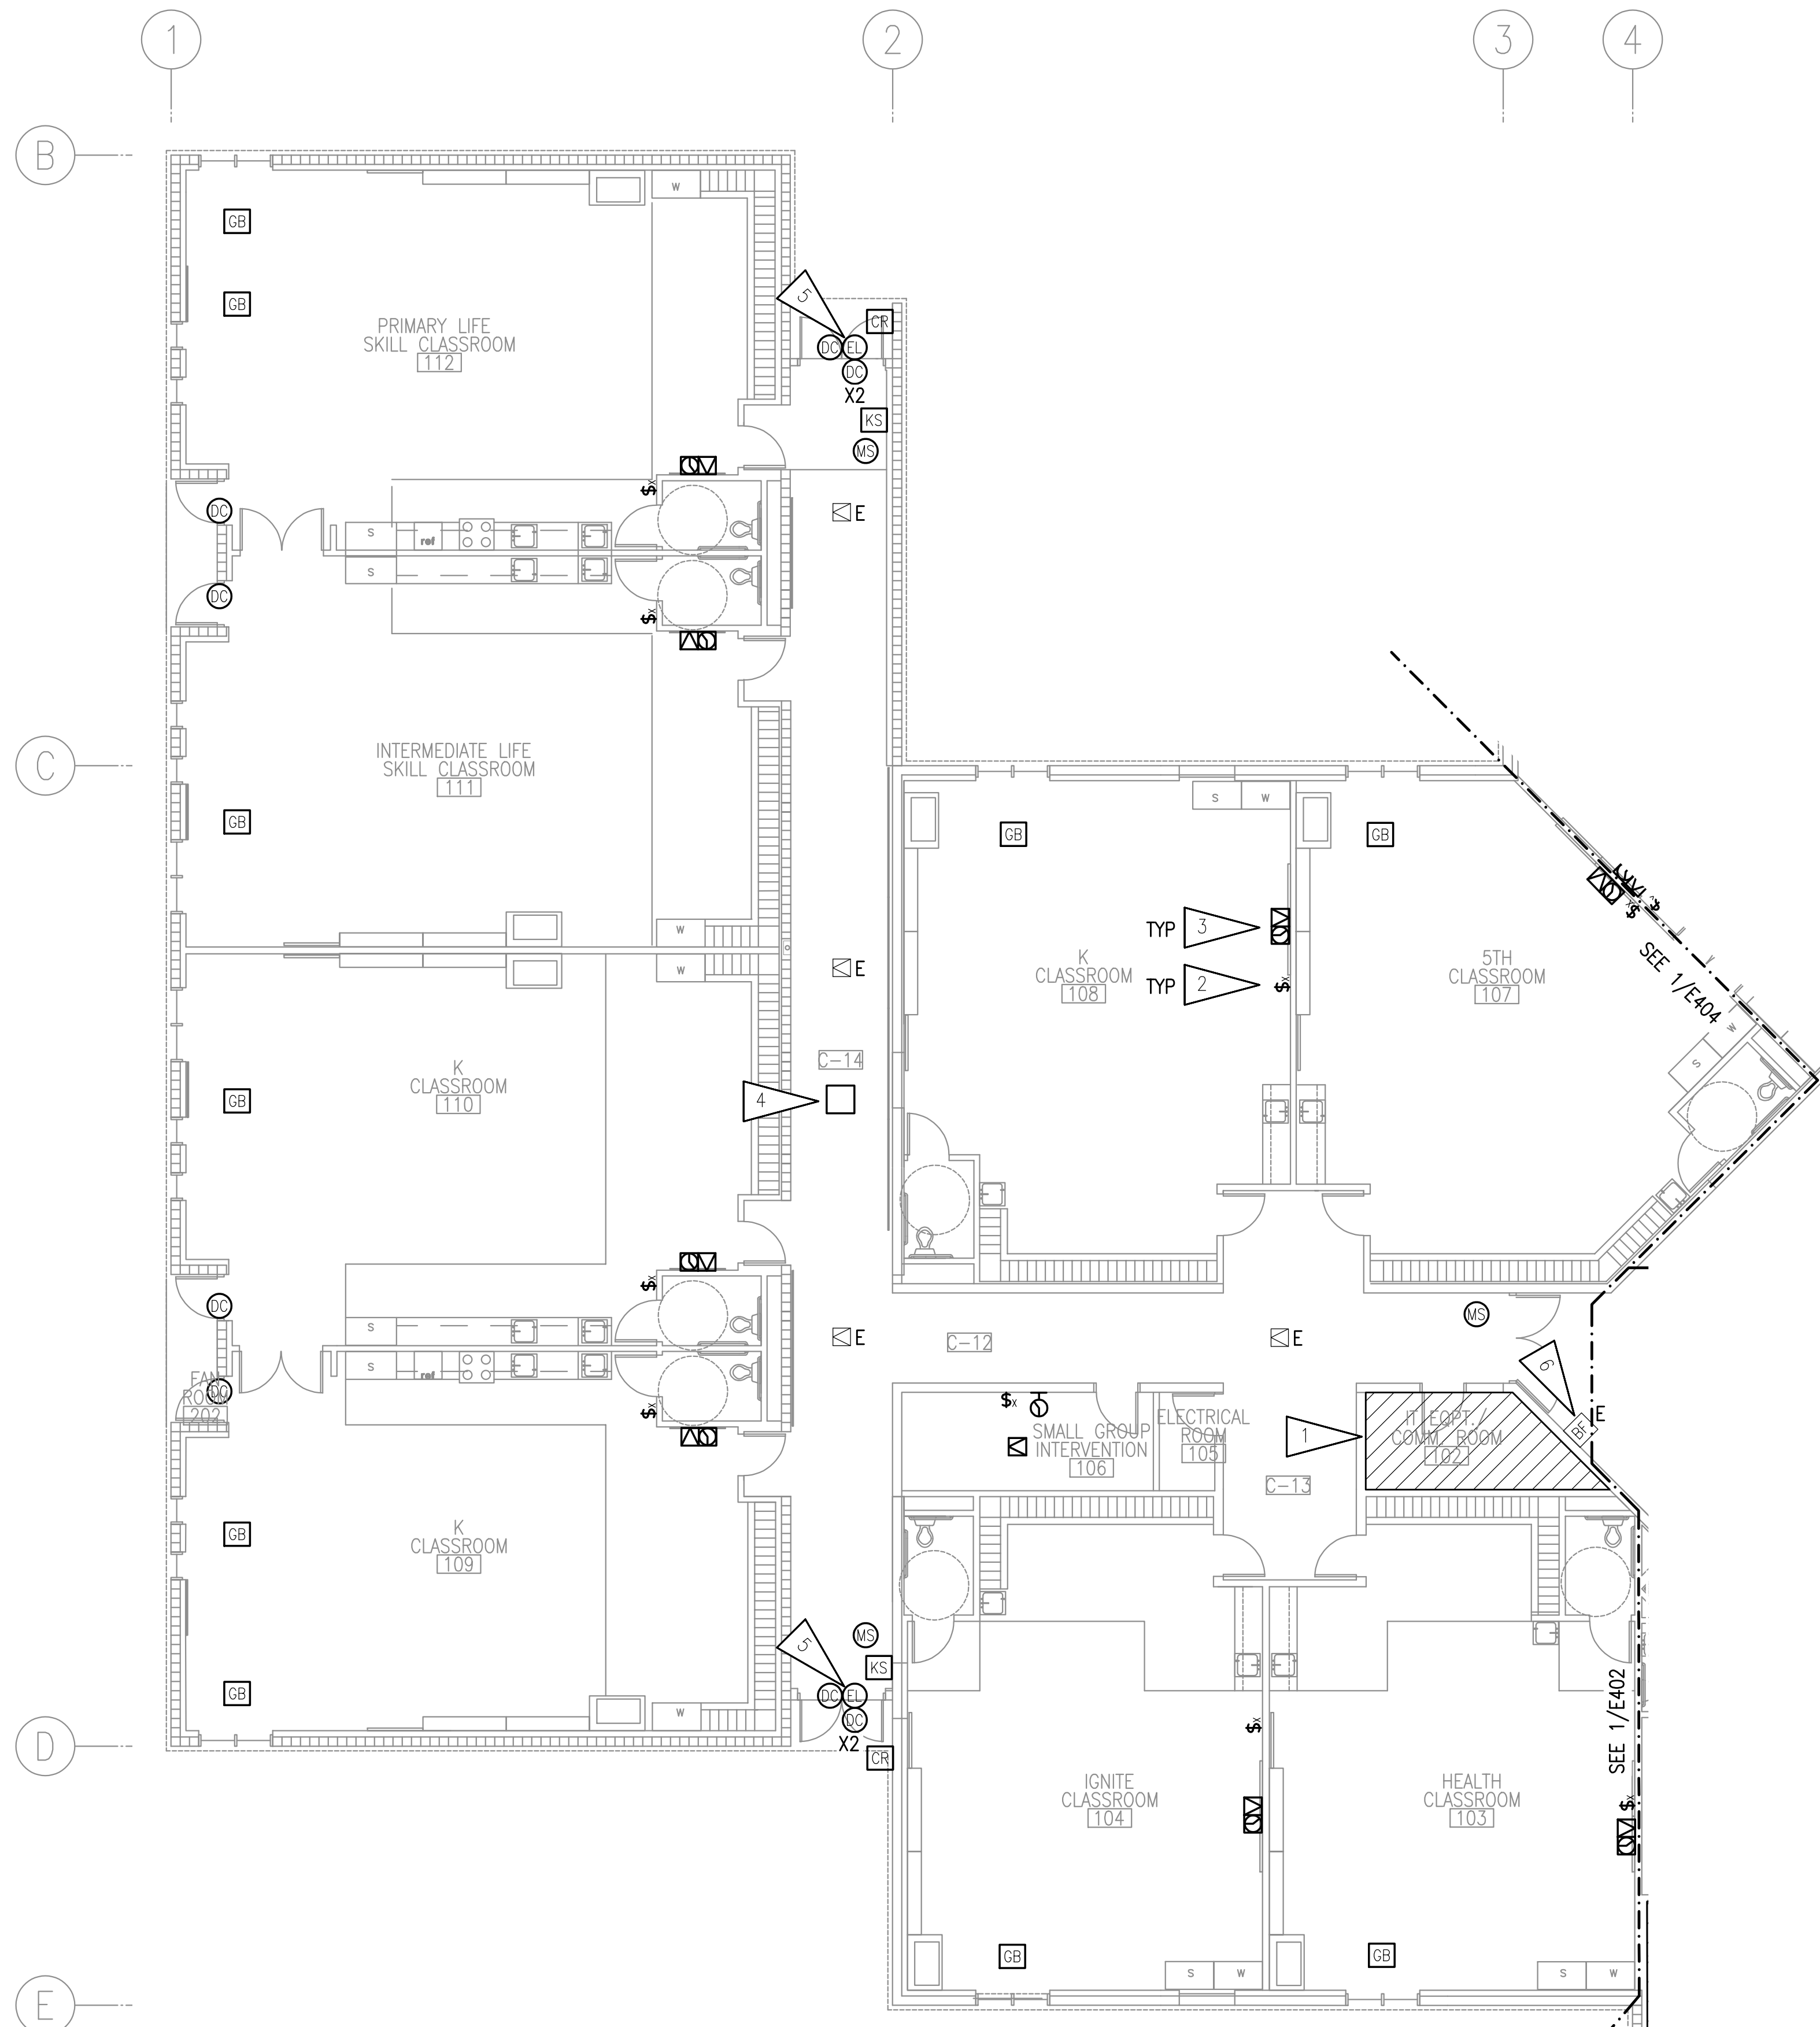 1
2
3
4
B
GB
W
GB
5
CR
PRIMARY LIFE
SKILL CLASSROOM
112
DC
EL
DC
X2
KS
MS
$x
DC
E
S
ref
S
DC
$x
INTERMEDIATE LIFE
SKILL CLASSROOM
111
C
GB
S
W
GB
GB
W
TYP
3
K
CLASSROOM
108
TYP
2
$x
5TH
CLASSROOM
107
$x
SEE 1/E404
W
S
W
E
C-14
4
K
CLASSROOM
110
GB
$x
DC
S
E
C-12
E
MS
6
S
ref
FAN
ROOM
202
DC
$x
$x
SMALL GROUP
INTERVENTION
106
ELECTRICAL
ROOM
105
1
IT EQPT./
COMM. ROOM
102
BF
E
C-13
GB
K
CLASSROOM
109
MS
5
KS
GB
DC
EL
DC
X2
W
CR
D
$x
SEE 1/E402
IGNITE
CLASSROOM
104
HEALTH
CLASSROOM
103
$x
GB
GB
S
W
S
W
E